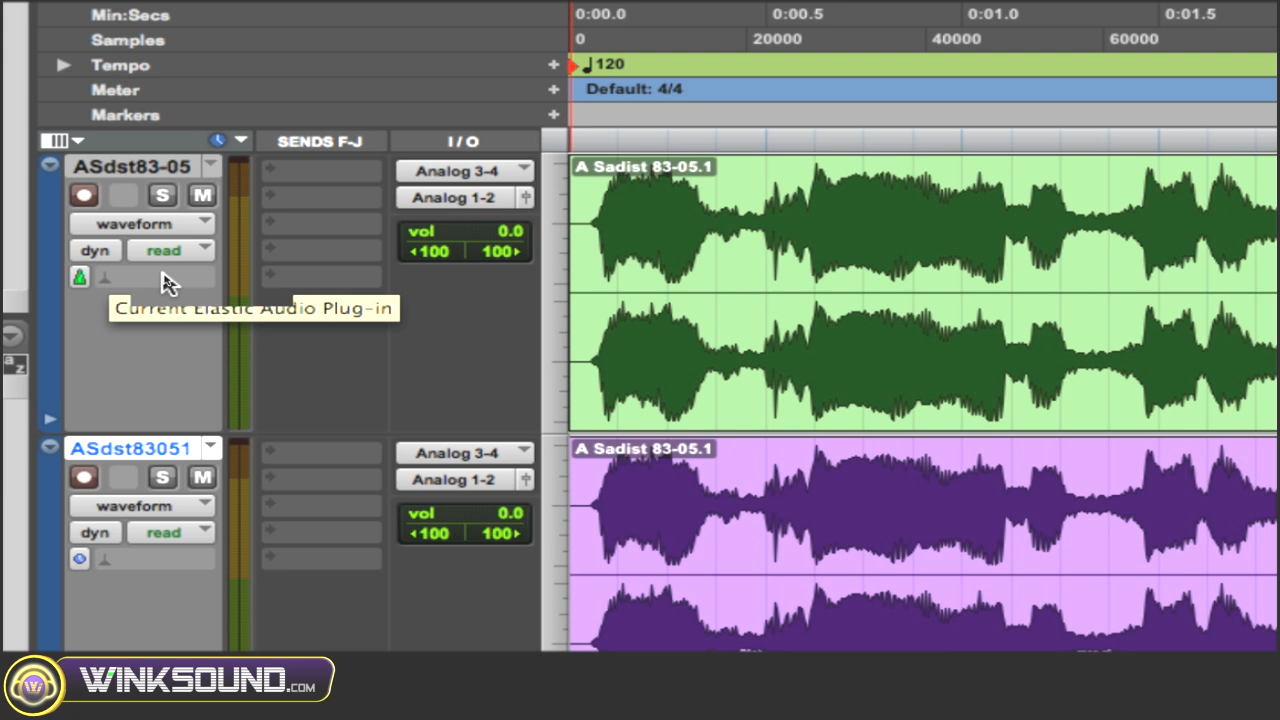 Min:Secs
0:00.0 0:00.5 0:01.0 0:01.5
Samples
0 20000 40000 60000
Tempo +
120
Meter +
Default: 4/4
Markers +
SENDS F-J I / O
ASdst83-05
S M
waveform
dyn read
Analog 3-4
Analog 1-2
vol 0.0
100 100
A Sadist 83-05.1
Current Elastic Audio Plug-in
a z
ASdst83051
S M
waveform
dyn read
Analog 3-4
Analog 1-2
vol 0.0
100 100
A Sadist 83-05.1
W WINKSOUND.COM